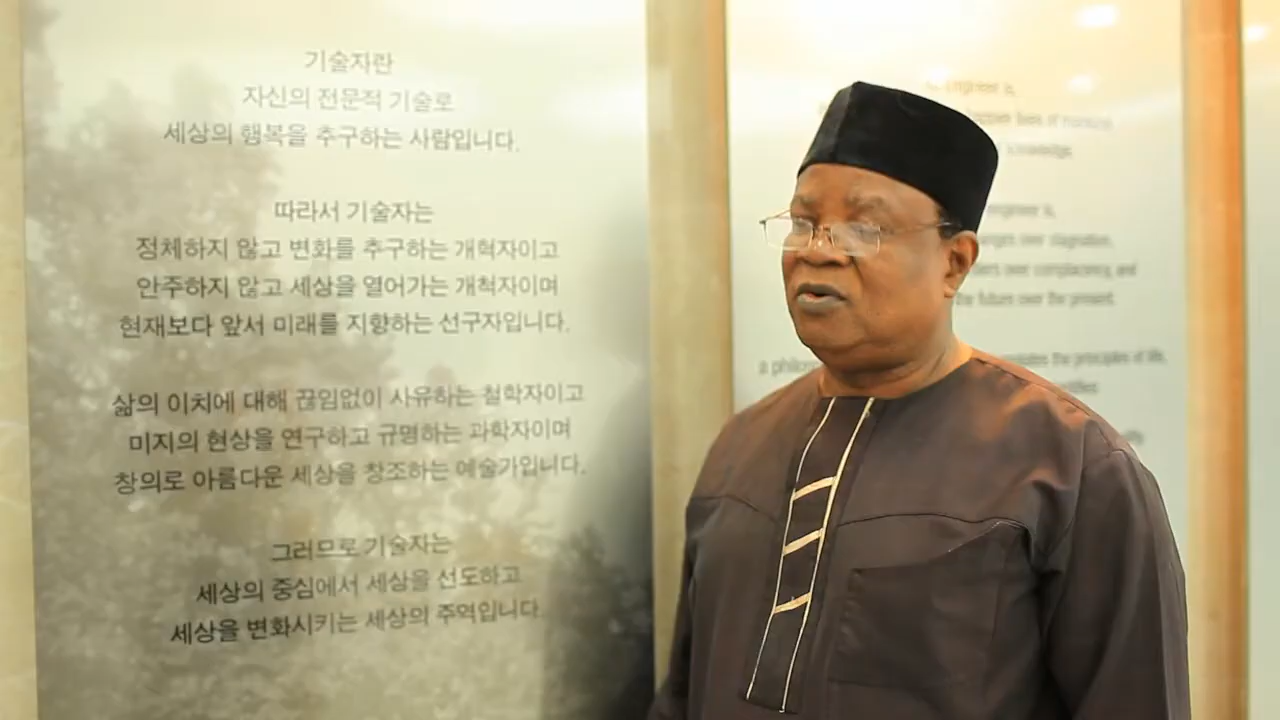 기술자란
자신의 전문적 기술로
세상의 행복을 추구하는 사람입니다.
따라서 기술자는
정체하지 않고 변화를 추구하는 개혁자이고
안주하지 않고 세상을 열어가는 개척자이며
현재보다 앞서 미래를 지향하는 선구자입니다.
삶의 이치에 대해 끊임없이 사유하는 철학자이고
미지의 현상을 연구하고 규명하는 과학자이며
창의로 아름다운 세상을 창조하는 예술가입니다.
그러므로 기술자는
세상의 중심에서 세상을 선도하고
세상을 변화시키는 세상의 주역입니다.
engineer is,
happier lives of mankind
knowledge.
engineer is,
over stagnation,
over complacency, and
the future over the present.
a the principles of life,